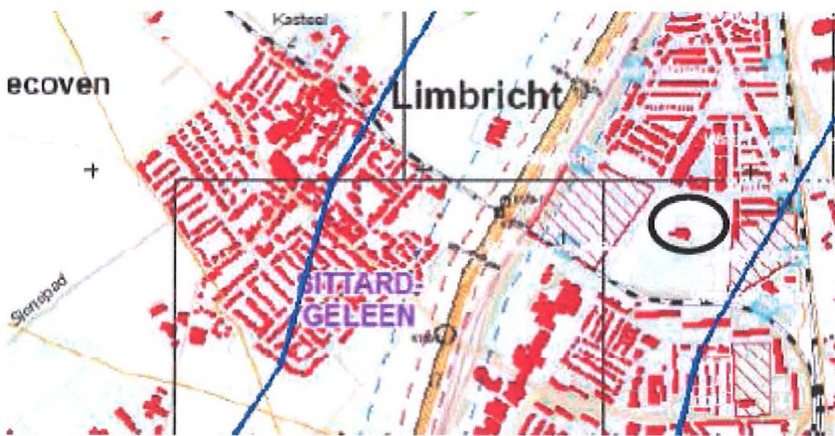 Kasteel
ecoven
Limbricht
Sjenspad
SITTARD-
GELEEN